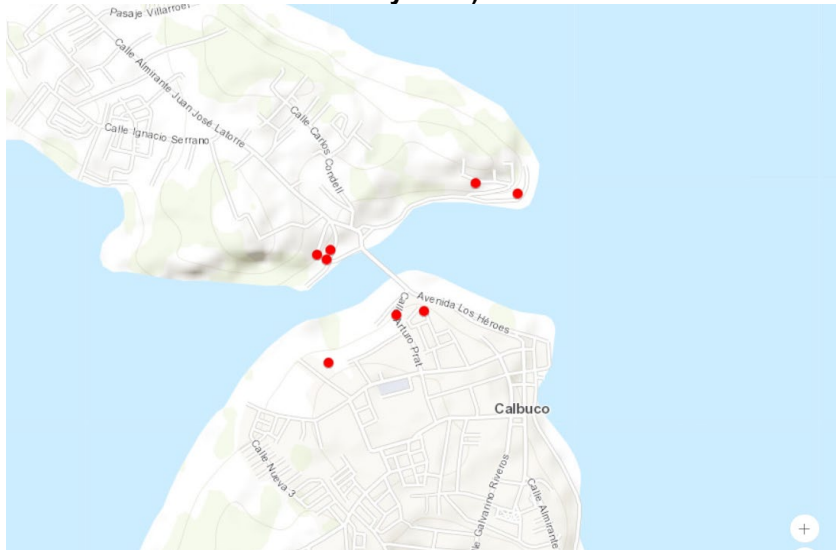 Pasaje Villarroel
Calle Almirante Juan José Latorre
Calle Ignacio Serrano
Calle Carlos Condell
Avenida Los Héroes
Calle Arturo Prat
Calbuco
Calle Nueva 3
le Galvarino Riveros
Calle Almirante
+